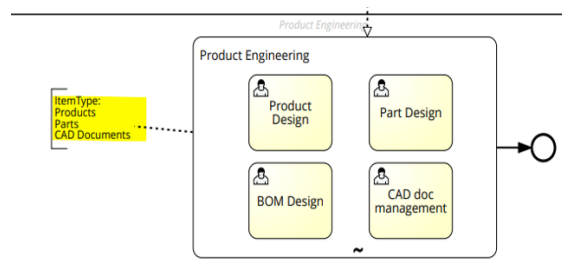 Product Engineering
Product Engineering
ItemType:
Products
Parts
CAD Documents
Product
Design
Part Design
BOM Design
CAD doc
management
~